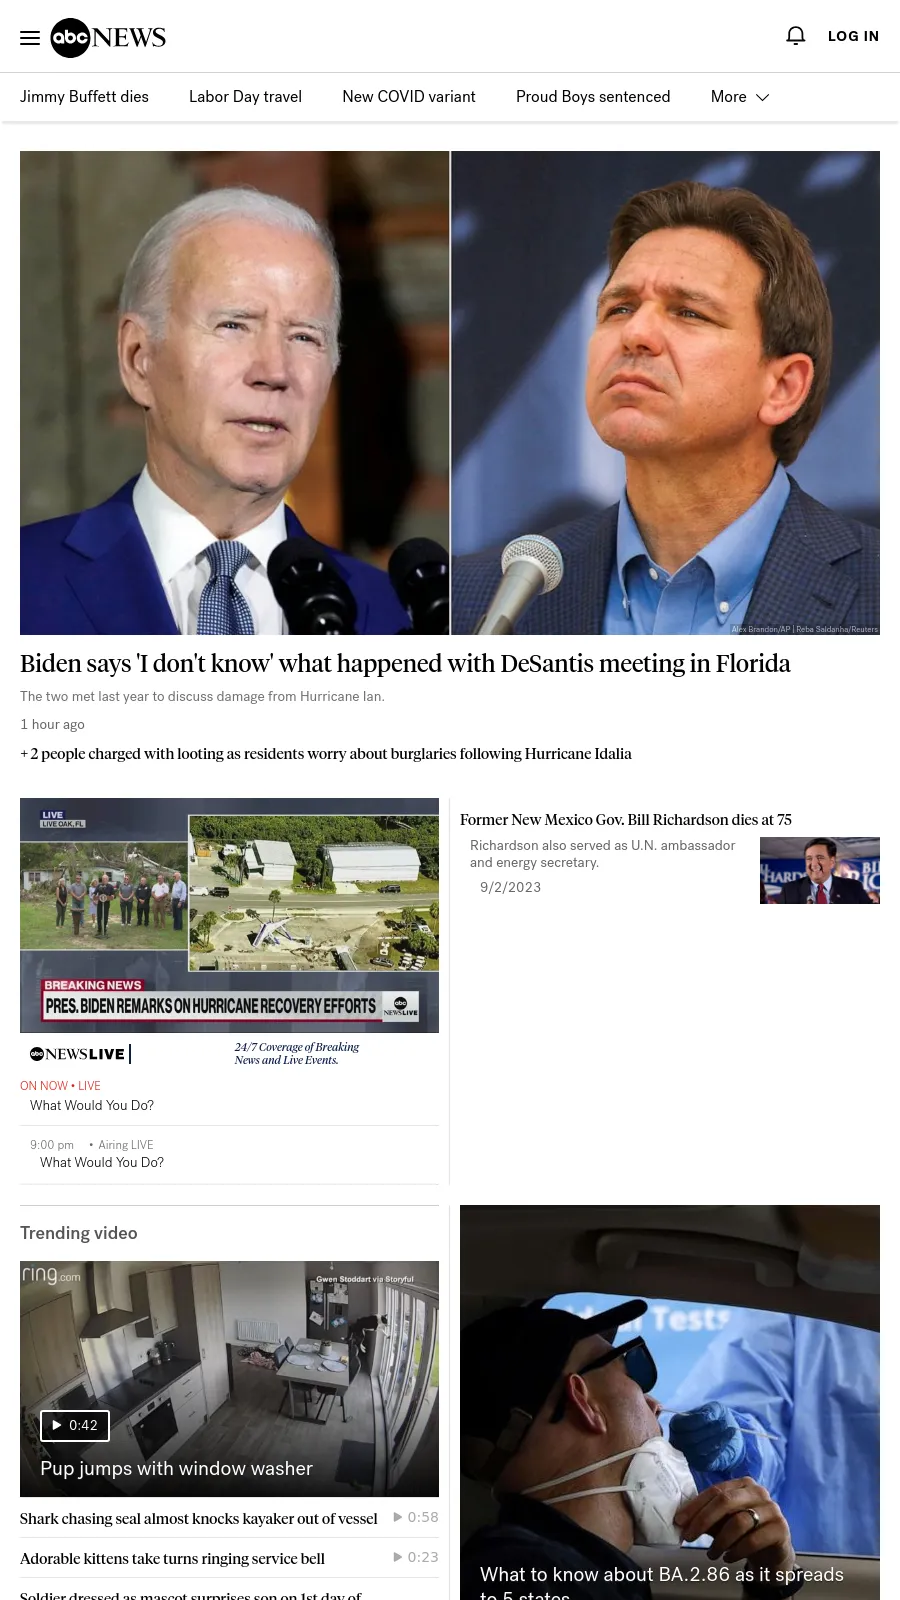 abc NEWS
LOG IN
Jimmy Buffett dies
Labor Day travel
New COVID variant
Proud Boys sentenced
More
Alex Brandon/AP | Reba Saldanha/Reuters
Biden says 'I don't know' what happened with DeSantis meeting in Florida
The two met last year to discuss damage from Hurricane Ian.
1 hour ago
+ 2 people charged with looting as residents worry about burglaries following Hurricane Idalia
LIVE
LIVE OAK, FL
BREAKING NEWS
PRES. BIDEN REMARKS ON HURRICANE RECOVERY EFFORTS
abc
NEWS LIVE
abc NEWS LIVE
24/7 Coverage of Breaking
News and Live Events.
ON NOW • LIVE
What Would You Do?
9:00 pm • Airing LIVE
What Would You Do?
Former New Mexico Gov. Bill Richardson dies at 75
Richardson also served as U.N. ambassador
and energy secretary.
9/2/2023
Trending video
ring.com
Gwen Stoddart via Storyful
0:42
Pup jumps with window washer
Shark chasing seal almost knocks kayaker out of vessel
0:58
Adorable kittens take turns ringing service bell
0:23
Soldier dressed as mascot surprises son on 1st day of
Tests
What to know about BA.2.86 as it spreads
to 5 states